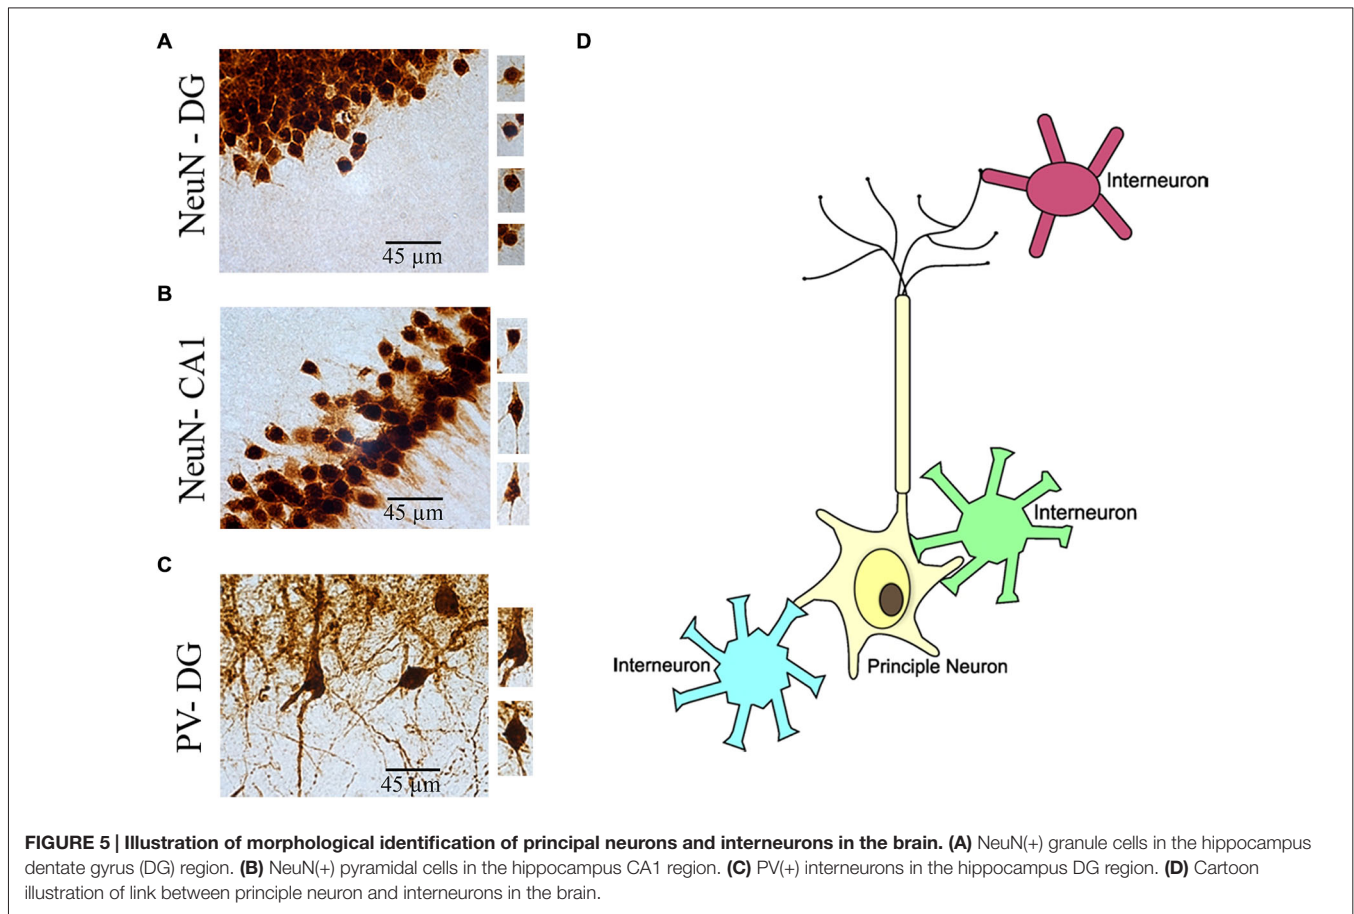 A
NeuN - DG
45 µm
B
NeuN- CA1
45 µm
C
PV- DG
45 µm
D
Interneuron
Interneuron
Interneuron
Principle Neuron
FIGURE 5 | Illustration of morphological identification of principal neurons and interneurons in the brain. (A) NeuN(+) granule cells in the hippocampus
dentate gyrus (DG) region. (B) NeuN(+) pyramidal cells in the hippocampus CA1 region. (C) PV(+) interneurons in the hippocampus DG region. (D) Cartoon
illustration of link between principle neuron and interneurons in the brain.